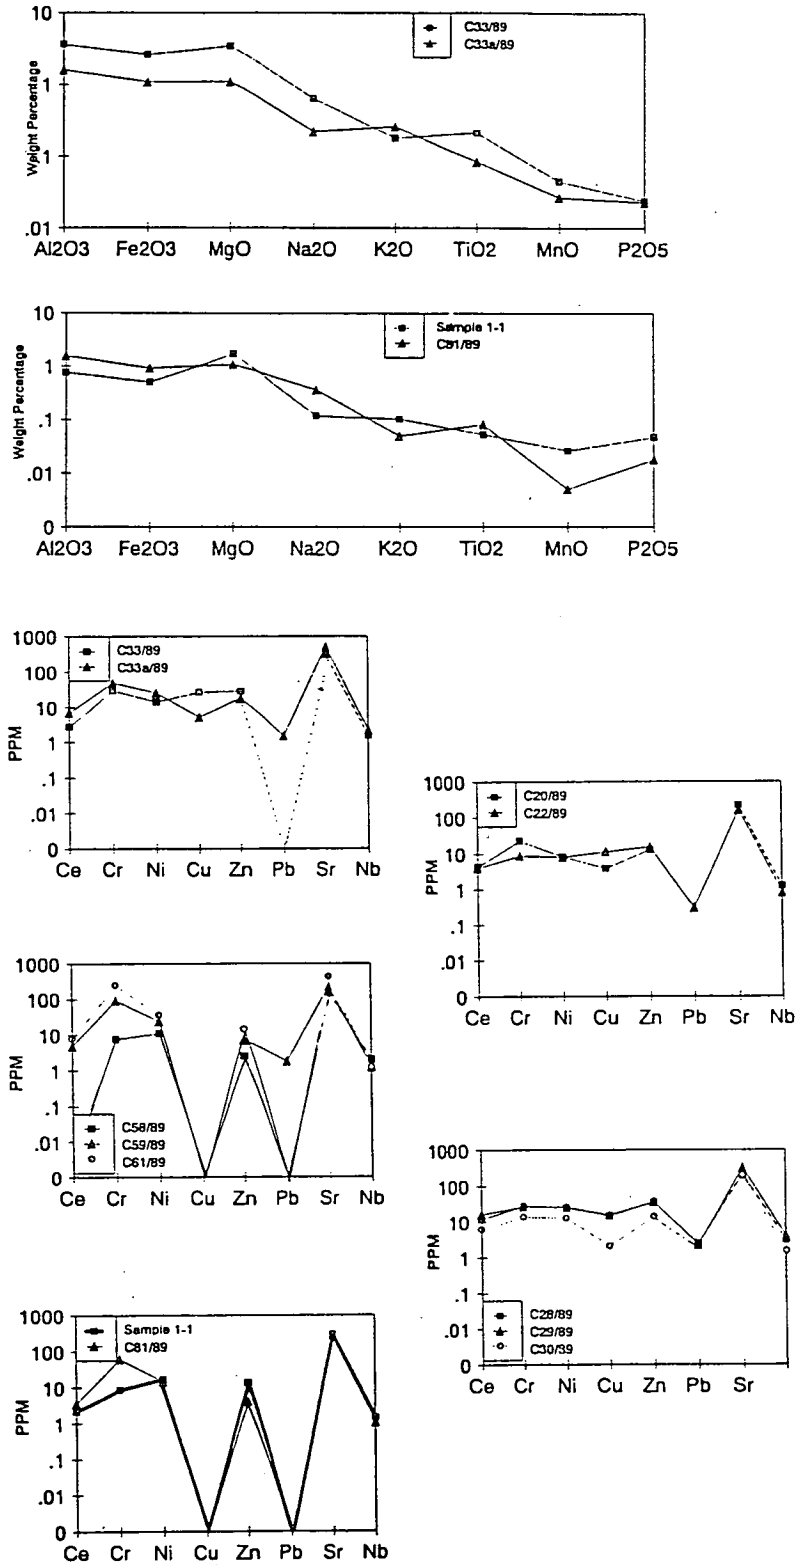 10
1
1
.01
Weight Percentage
C33/89
C33a/89
Al2O3 Fe2O3 MgO Na2O K2O TiO2 MnO P2O5
10
1
.1
.01
0
Weight Percentage
Sample 1-1
C81/89
Al2O3 Fe2O3 MgO Na2O K2O TiO2 MnO P2O5
1000
100
10
1
.1
.01
0
PPM
C33/89
C33a/89
Ce Cr Ni Cu Zn Pb Sr Nb
1000
100
10
1
.1
.01
0
PPM
C20/89
C22/89
Ce Cr Ni Cu Zn Pb Sr Nb
1000
100
10
1
.1
.01
0
PPM
C58/89
C59/89
C61/89
Ce Cr Ni Cu Zn Pb Sr Nb
1000
100
10
1
.1
.01
0
PPM
C28/89
C29/89
C30/39
Ce Cr Ni Cu Zn Pb Sr
1000
100
10
1
.1
.01
0
PPM
Sample 1-1
C81/89
Ce Cr Ni Cu Zn Pb Sr Nb